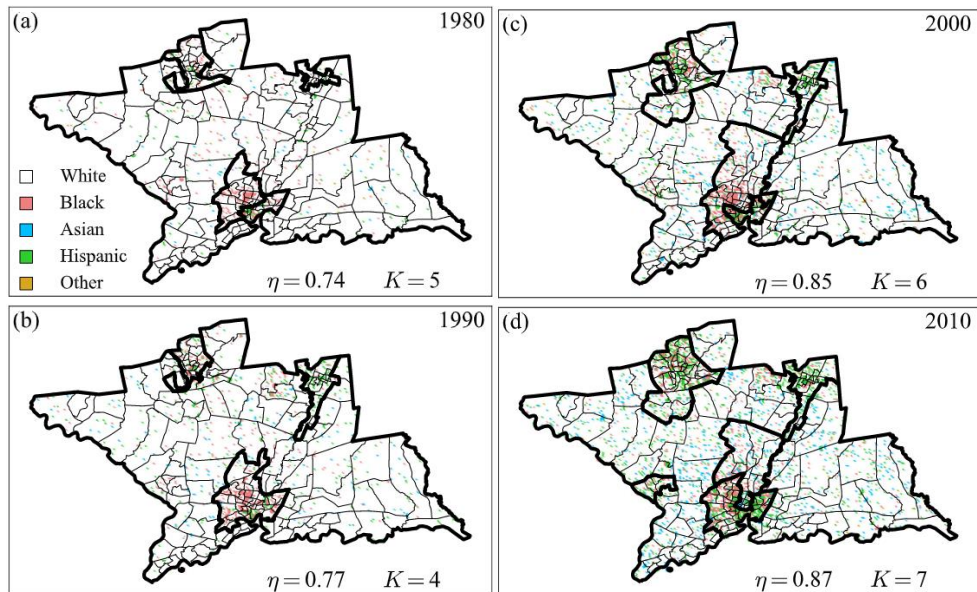 (a) 1980
White
Black
Asian
Hispanic
Other
η = 0.74 K = 5
(b) 1990
η = 0.77 K = 4
(c) 2000
η = 0.85 K = 6
(d) 2010
η = 0.87 K = 7